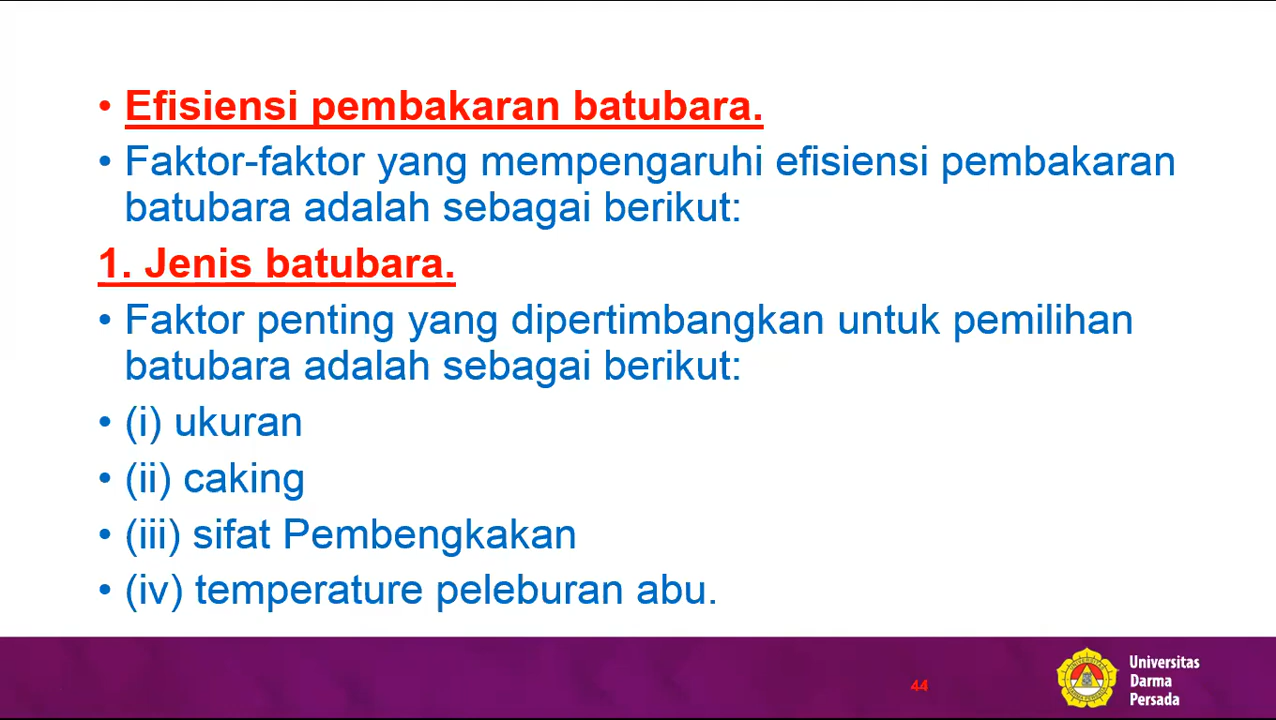 • Efisiensi pembakaran batubara.
• Faktor-faktor yang mempengaruhi efisiensi pembakaran
batubara adalah sebagai berikut:
1. Jenis batubara.
• Faktor penting yang dipertimbangkan untuk pemilihan
batubara adalah sebagai berikut:
• (i) ukuran
• (ii) caking
• (iii) sifat Pembengkakan
• (iv) temperature peleburan abu.
44
Universitas
Darma
Persada